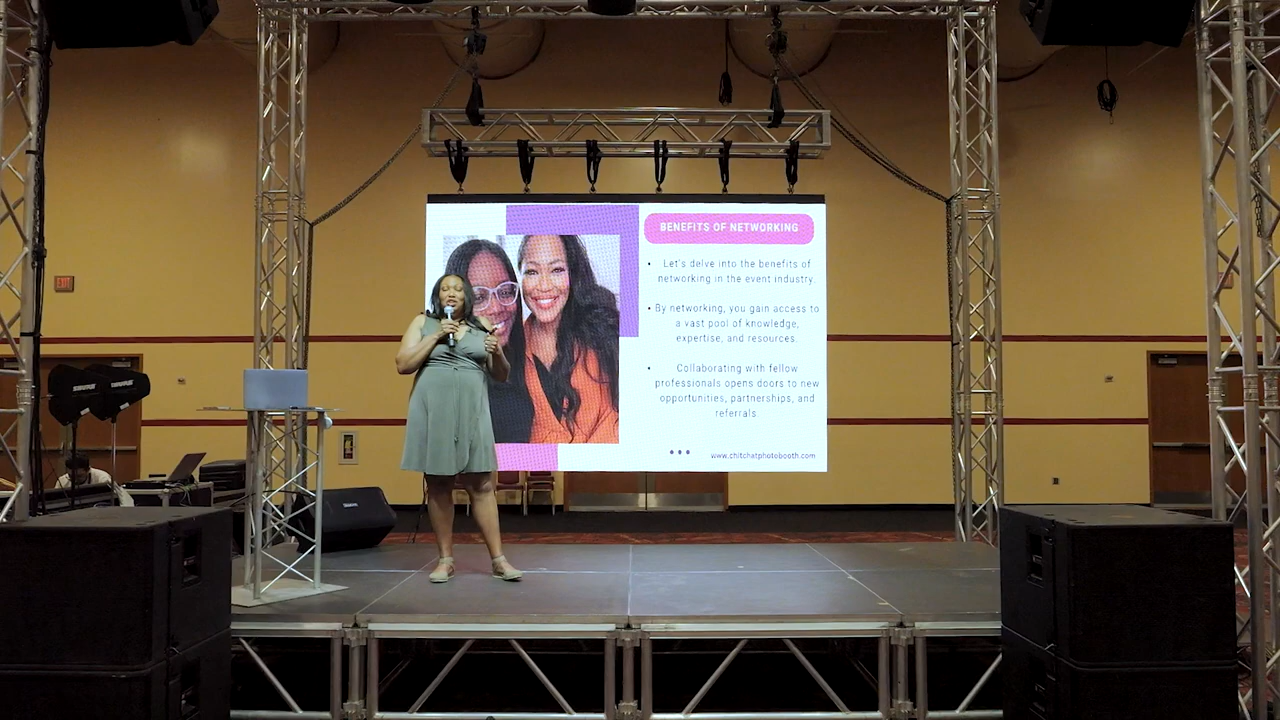 BENEFITS OF NETWORKING
• Let's delve into the benefits of
networking in the event industry.
• By networking, you gain access to
a vast pool of knowledge,
expertise, and resources.
• Collaborating with fellow
professionals opens doors to new
opportunities, partnerships, and
referrals.
www.chitchatphotobooth.com
EXIT